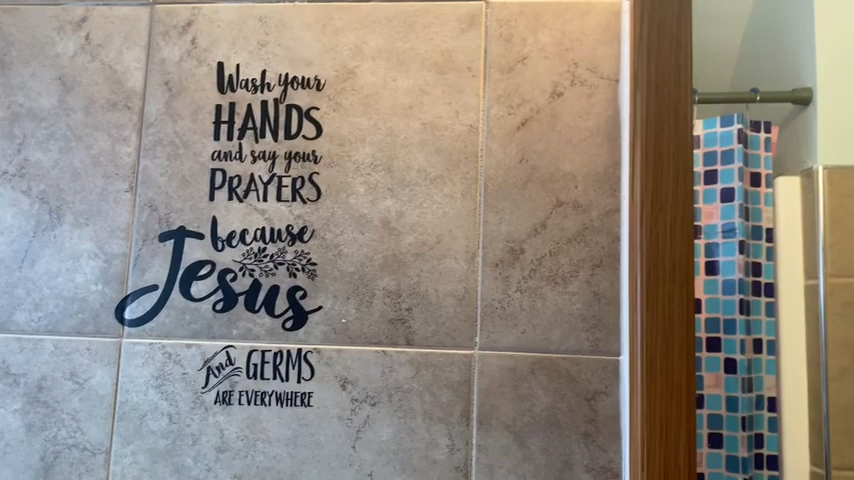 Wash your
HANDS
and say your
PRAYERS
because
Jesus
And GERMS
ARE EVERYWHERE